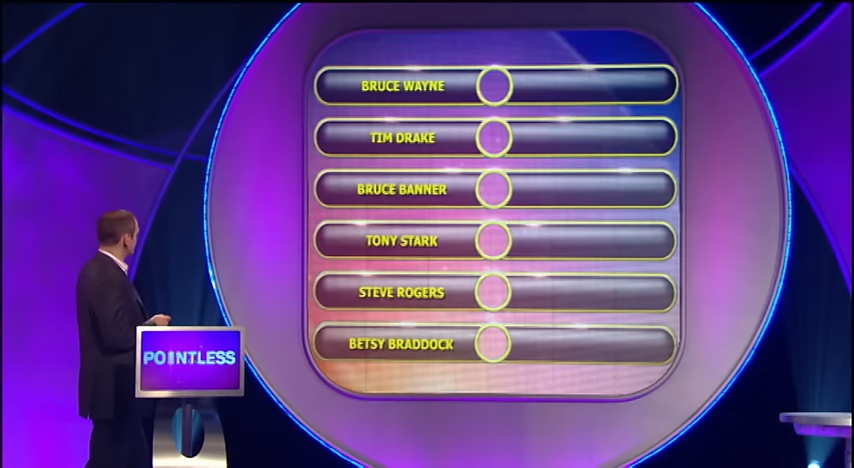 BRUCE WAYNE
TIM DRAKE
BRUCE BANNER
TONY STARK
STEVE ROGERS
BETSY BRADDOCK
POINTLESS